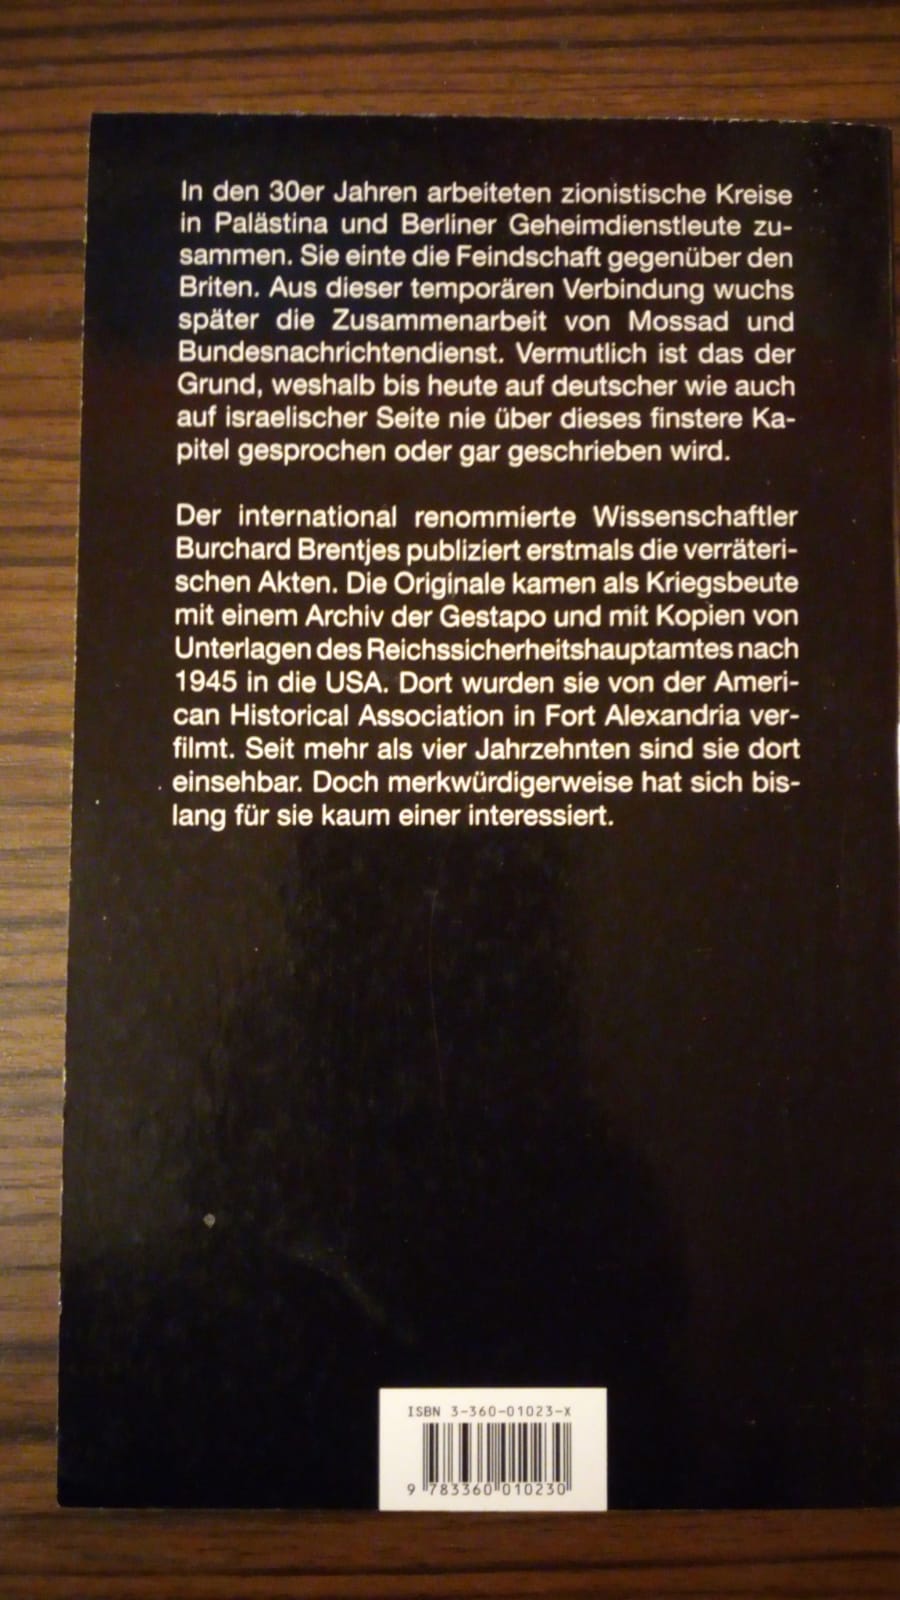 In den 30er Jahren arbeiteten zionistische Kreise
in Palästina und Berliner Geheimdienstleute zu-
sammen. Sie einte die Feindschaft gegenüber den
Briten. Aus dieser temporären Verbindung wuchs
später die Zusammenarbeit von Mossad und
Bundesnachrichtendienst. Vermutlich ist das der
Grund, weshalb bis heute auf deutscher wie auch
auf israelischer Seite nie über dieses finstere Ka-
pitel gesprochen oder gar geschrieben wird.
Der international renommierte Wissenschaftler
Burchard Brentjes publiziert erstmals die verräteri-
schen Akten. Die Originale kamen als Kriegsbeute
mit einem Archiv der Gestapo und mit Kopien von
Unterlagen des Reichssicherheitshauptamtes nach
1945 in die USA. Dort wurden sie von der Ameri-
can Historical Association in Fort Alexandria ver-
filmt. Seit mehr als vier Jahrzehnten sind sie dort
einsehbar. Doch merkwürdigerweise hat sich bis-
lang für sie kaum einer interessiert.
ISBN 3-360-01023-X
9 783360 010230